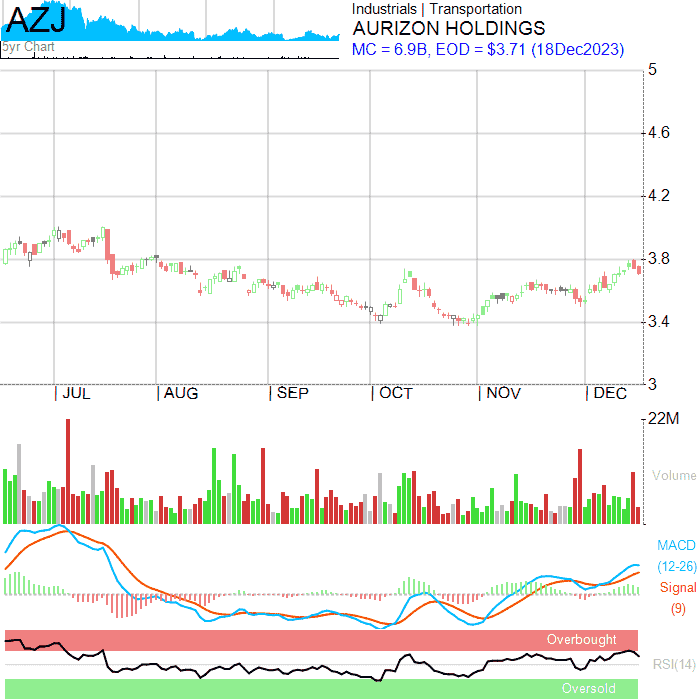 AZJ
5yr Chart
Industrials | Transportation
AURIZON HOLDINGS
MC = 6.9B, EOD = $3.71 (18Dec2023)
5
4.6
4.2
3.8
3.4
3
JUL AUG SEP OCT NOV DEC
22M
Volume
MACD
(12-26)
Signal
(9)
Overbought
RSI(14)
Oversold